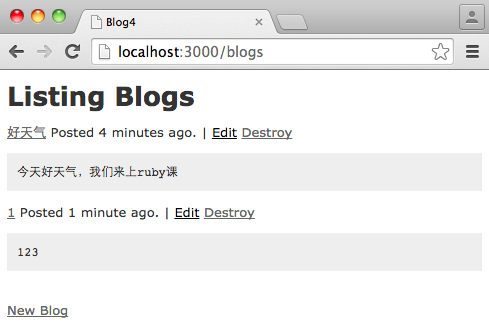 Blog4
localhost:3000/blogs
Listing Blogs
好天气 Posted 4 minutes ago. | Edit Destroy
今天好天气，我们来上ruby课
1 Posted 1 minute ago. | Edit Destroy
123
New Blog